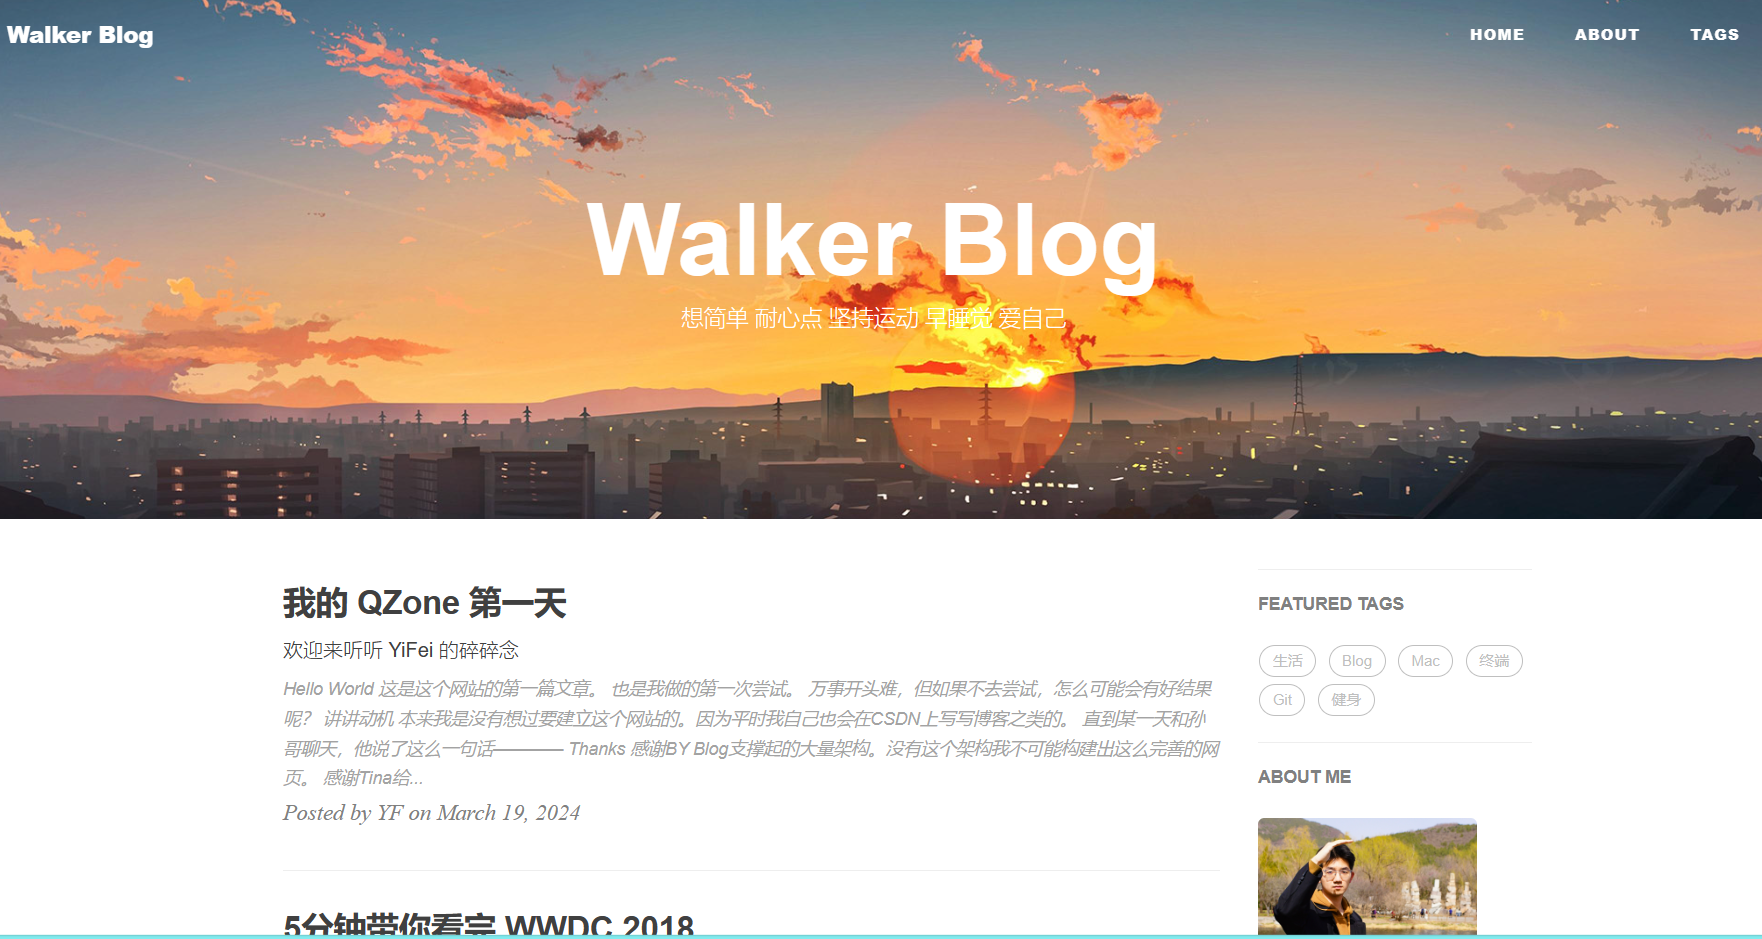 Walker Blog
HOME ABOUT TAGS
Walker Blog
想简单 耐心点 坚持运动 早睡觉 爱自己
我的 QZone 第一天
欢迎来听听 YiFei 的碎碎念
Hello World 这是这个网站的第一篇文章。 也是我做的第一次尝试。 万事开头难，但如果不去尝试，怎么可能会有好结果
呢？ 讲讲动机 本来我是没有想过要建立这个网站的。因为平时我自己也会在CSDN上写写博客之类的。 直到某一天和孙
哥聊天，他说了这么一句话———— Thanks 感谢BY Blog支撑起的大量架构。没有这个架构我不可能构建出这么完善的网
页。 感谢Tina给...
Posted by YF on March 19, 2024
5分钟带你看完 WWDC 2018
FEATURED TAGS
生活 Blog Mac 终端
Git 健身
ABOUT ME